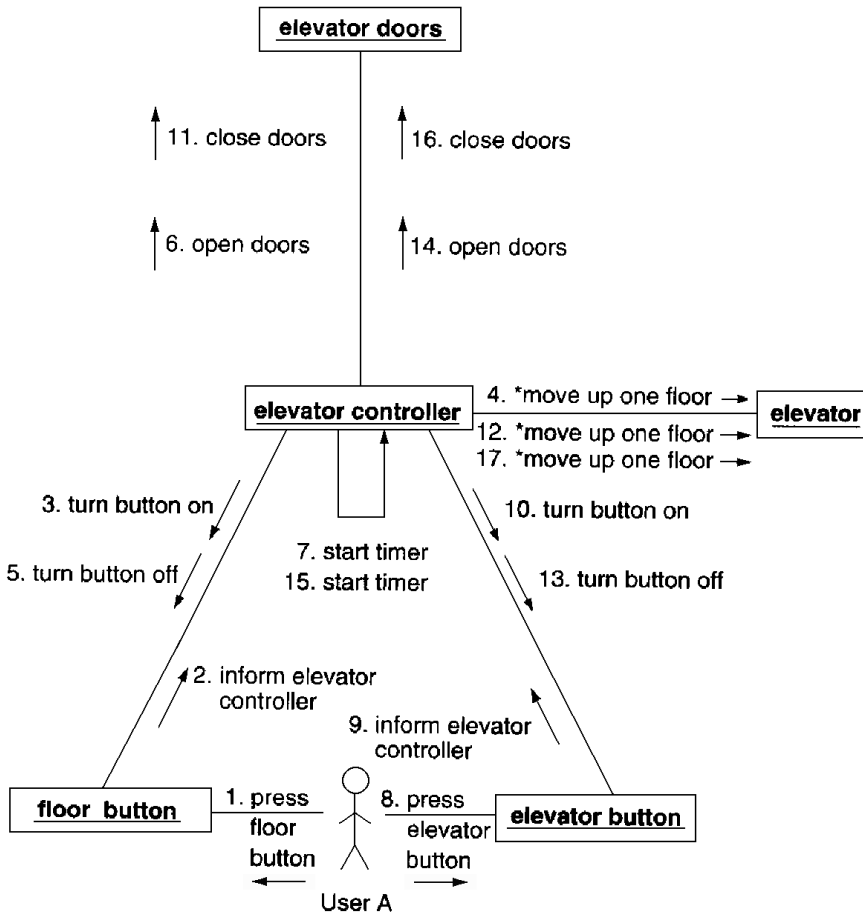 elevator doors
11. close doors
16. close doors
6. open doors
14. open doors
elevator controller
4. *move up one floor
elevator
12. *move up one floor
17. *move up one floor
3. turn button on
10. turn button on
5. turn button off
7. start timer
13. turn button off
15. start timer
2. inform elevator
controller
9. inform elevator
controller
floor button
1. press
floor
button
8. press
elevator
button
elevator button
User A